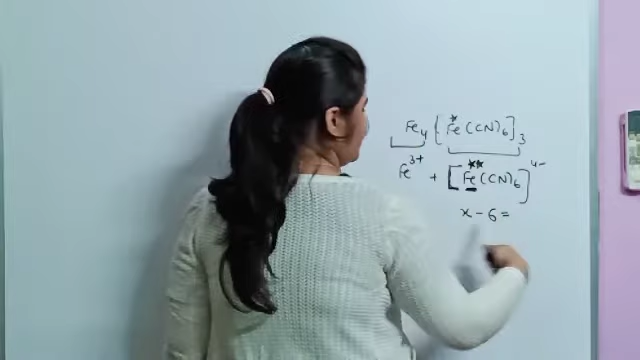 Fe4 { Fe* (CN)6 ]3
Fe3+ + [ Fe** (CN)6 ]4-
x - 6 =